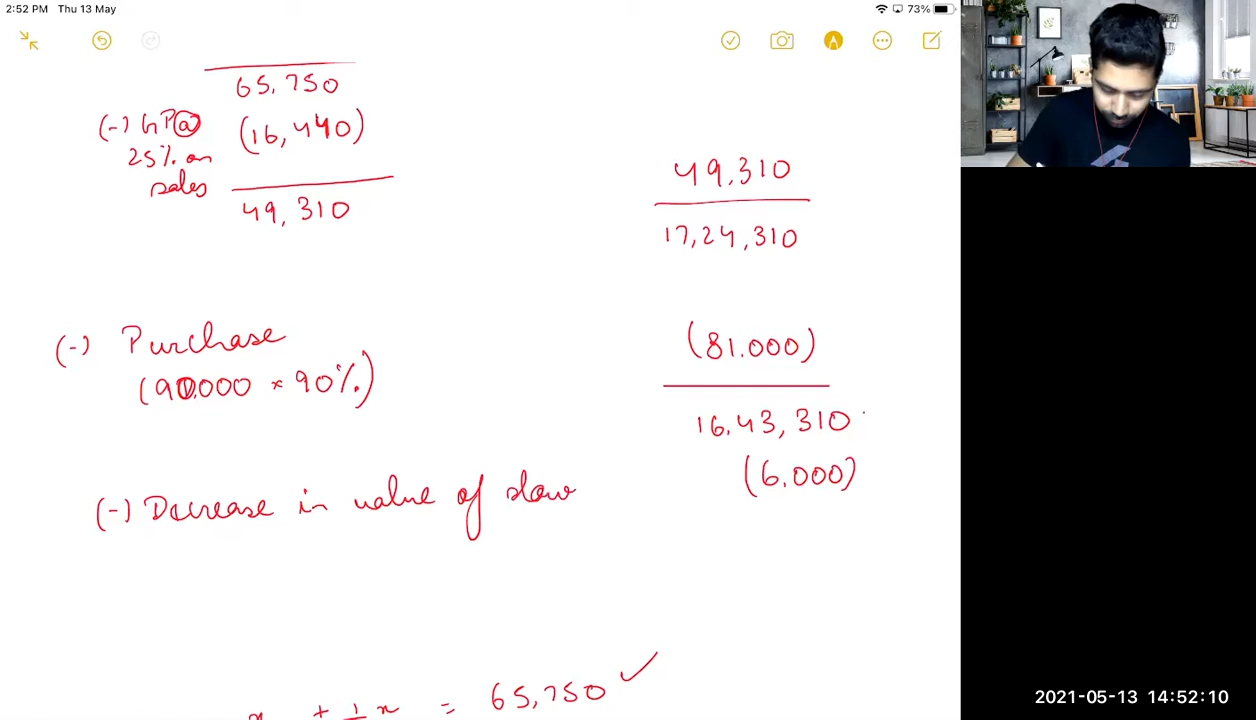 2:52 PM Thu 13 May
73%
65,750
(-) GP@ (16,440)
25% on
sales
49,310
49,310
17,24,310
(-) Purchase (81.000)
(90,000 × 90%)
16.43,310
(6.000)
(-) Decrease in value of slow
x + 1 x = 65,750 ✓
2021-05-13 14:52:10